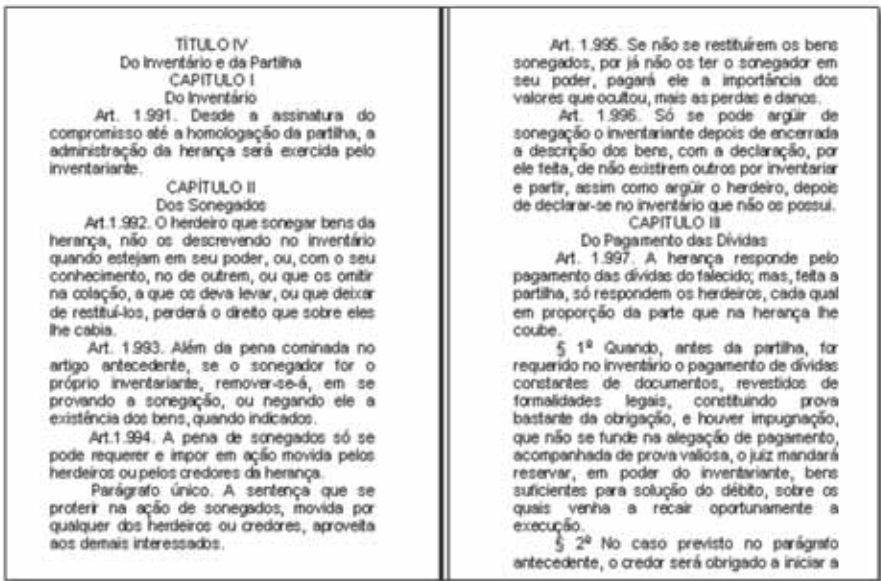 TÍTULO IV
Do Inventário e da Partilha
CAPITULO I
Do Inventário
Art. 1.991. Desde a assinatura do
compromisso até a homologação da partilha, a
administração da herança será exercida pelo
inventariante.
CAPÍTULO II
Dos Sonegados
Art.1.992. O herdeiro que sonegar bens da
herança, não os descrevendo no inventário
quando estejam em seu poder, ou, com o seu
conhecimento, no de outrem, ou que os omitir
na colação, a que os deva levar, ou que deixar
de restituí-los, perderá o direito que sobre eles
lhe cabia.
Art. 1.993. Além da pena cominada no
artigo antecedente, se o sonegador for o
próprio inventariante, remover-se-á, em se
provando a sonegação, ou negando ele a
existência dos bens, quando indicados.
Art.1.994. A pena de sonegados só se
pode requerer e impor em ação movida pelos
herdeiros ou pelos credores da herança.
Parágrafo único. A sentença que se
proferir na ação de sonegados, movida por
qualquer dos herdeiros ou credores, aproveita
aos demais interessados.
Art. 1.995. Se não se restituírem os bens
sonegados, por já não os ter o sonegador em
seu poder, pagará ele a importância dos
valores que ocultou, mais as perdas e danos.
Art. 1.996. Só se pode argüir de
sonegação o inventariante depois de encerrada
a descrição dos bens, com a declaração, por
ele feita, de não existirem outros por inventariar
e partir, assim como argüir o herdeiro, depois
de declarar-se no inventário que não os possui.
CAPITULO III
Do Pagamento das Dívidas
Art. 1.997. A herança responde pelo
pagamento das dívidas do falecido; mas, feita a
partilha, só respondem os herdeiros, cada qual
em proporção da parte que na herança lhe
coube.
§ 1º Quando, antes da partilha, for
requerido no inventário o pagamento de dívidas
constantes de documentos, revestidos de
formalidades legais, constituindo prova
bastante da obrigação, e houver impugnação,
que não se funde na alegação de pagamento,
acompanhada de prova valiosa, o juiz mandará
reservar, em poder do inventariante, bens
suficientes para solução do débito, sobre os
quais venha a recair oportunamente a
execução.
§ 2º No caso previsto no parágrafo
antecedente, o credor será obrigado a iniciar a